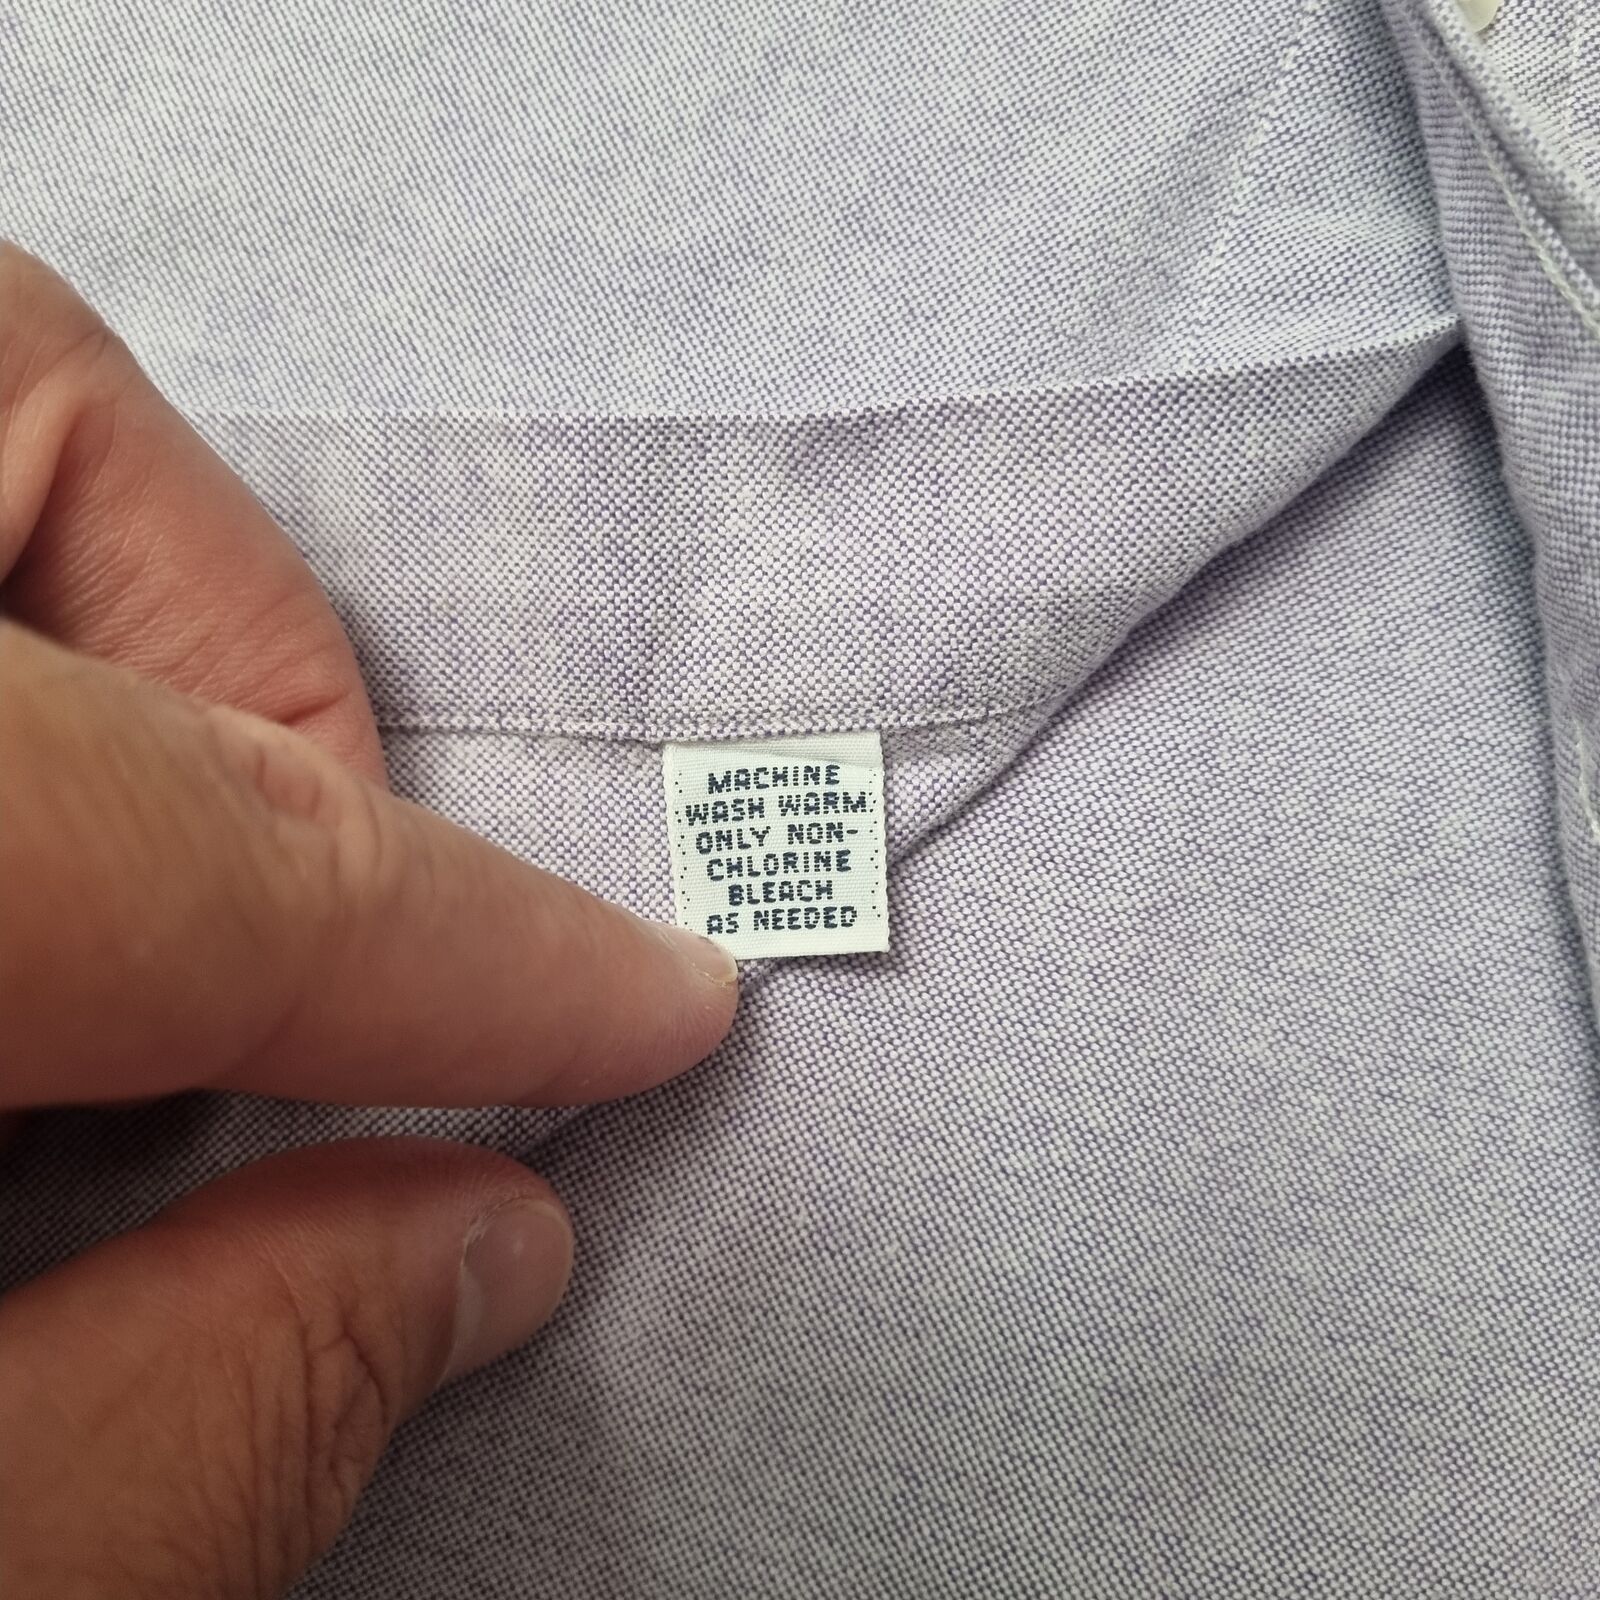 MACHINE
WASH WARM
ONLY NON-
CHLORINE
BLEACH
AS NEEDED